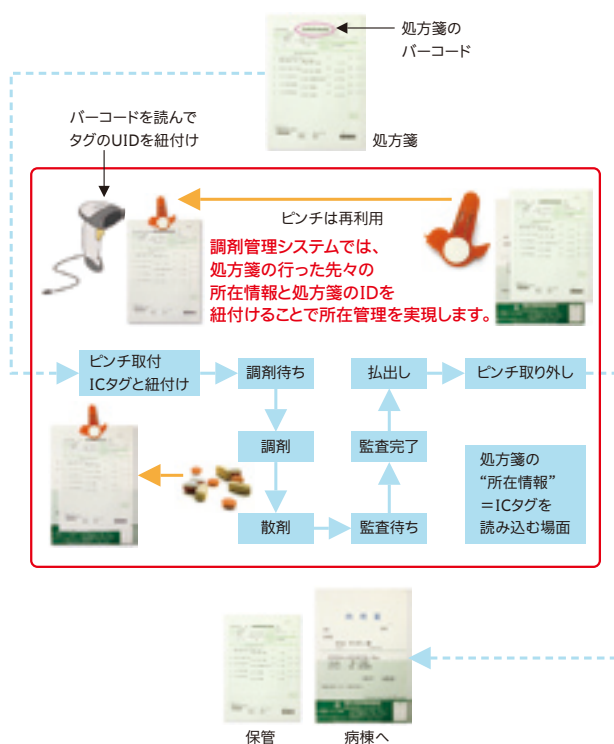 処方箋の
バーコード
処方箋
バーコードを読んで
タグのUIDを紐付け
ピンチは再利用
調剤管理システムでは、
処方箋の行った先々の
所在情報と処方箋のIDを
紐付けることで所在管理を実現します。
ピンチ取付
ICタグと紐付け
調剤待ち
調剤
散剤
監査待ち
監査完了
払出し
ピンチ取り外し
処方箋の
“所在情報”
＝ICタグを
読み込む場面
保管
病棟へ